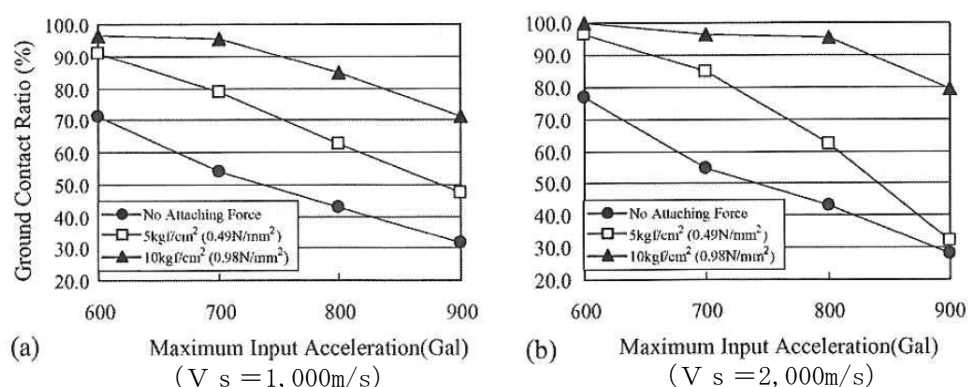 Ground Contact Ratio (%)
100.0
90.0
80.0
70.0
60.0
50.0
40.0
30.0
20.0
No Attaching Force
5kgf/cm² (0.49N/mm²)
10kgf/cm² (0.98N/mm²)
600 700 800 900
(a) Maximum Input Acceleration(Gal)
(Ｖｓ＝1,000m/s)
100.0
90.0
80.0
70.0
60.0
50.0
40.0
30.0
20.0
No Attaching Force
5kgf/cm² (0.49N/mm²)
10kgf/cm² (0.98N/mm²)
600 700 800 900
(b) Maximum Input Acceleration(Gal)
(Ｖｓ＝2,000m/s)